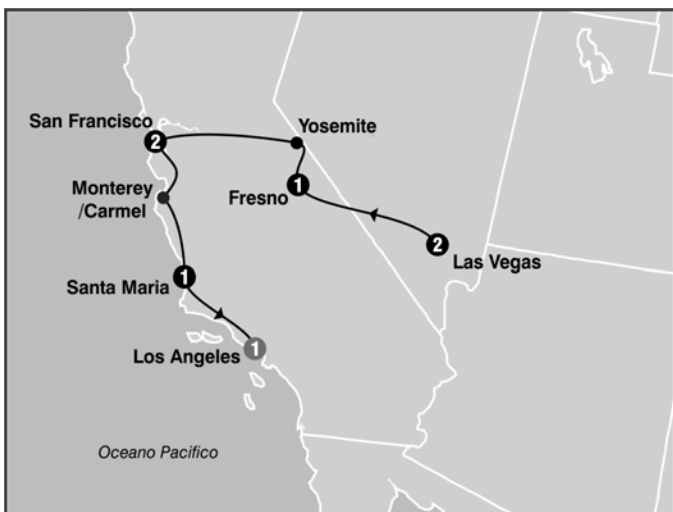 San Francisco
2
Yosemite
Monterey
/Carmel
Fresno
1
2
Las Vegas
Santa Maria
1
Los Angeles
1
Oceano Pacifico